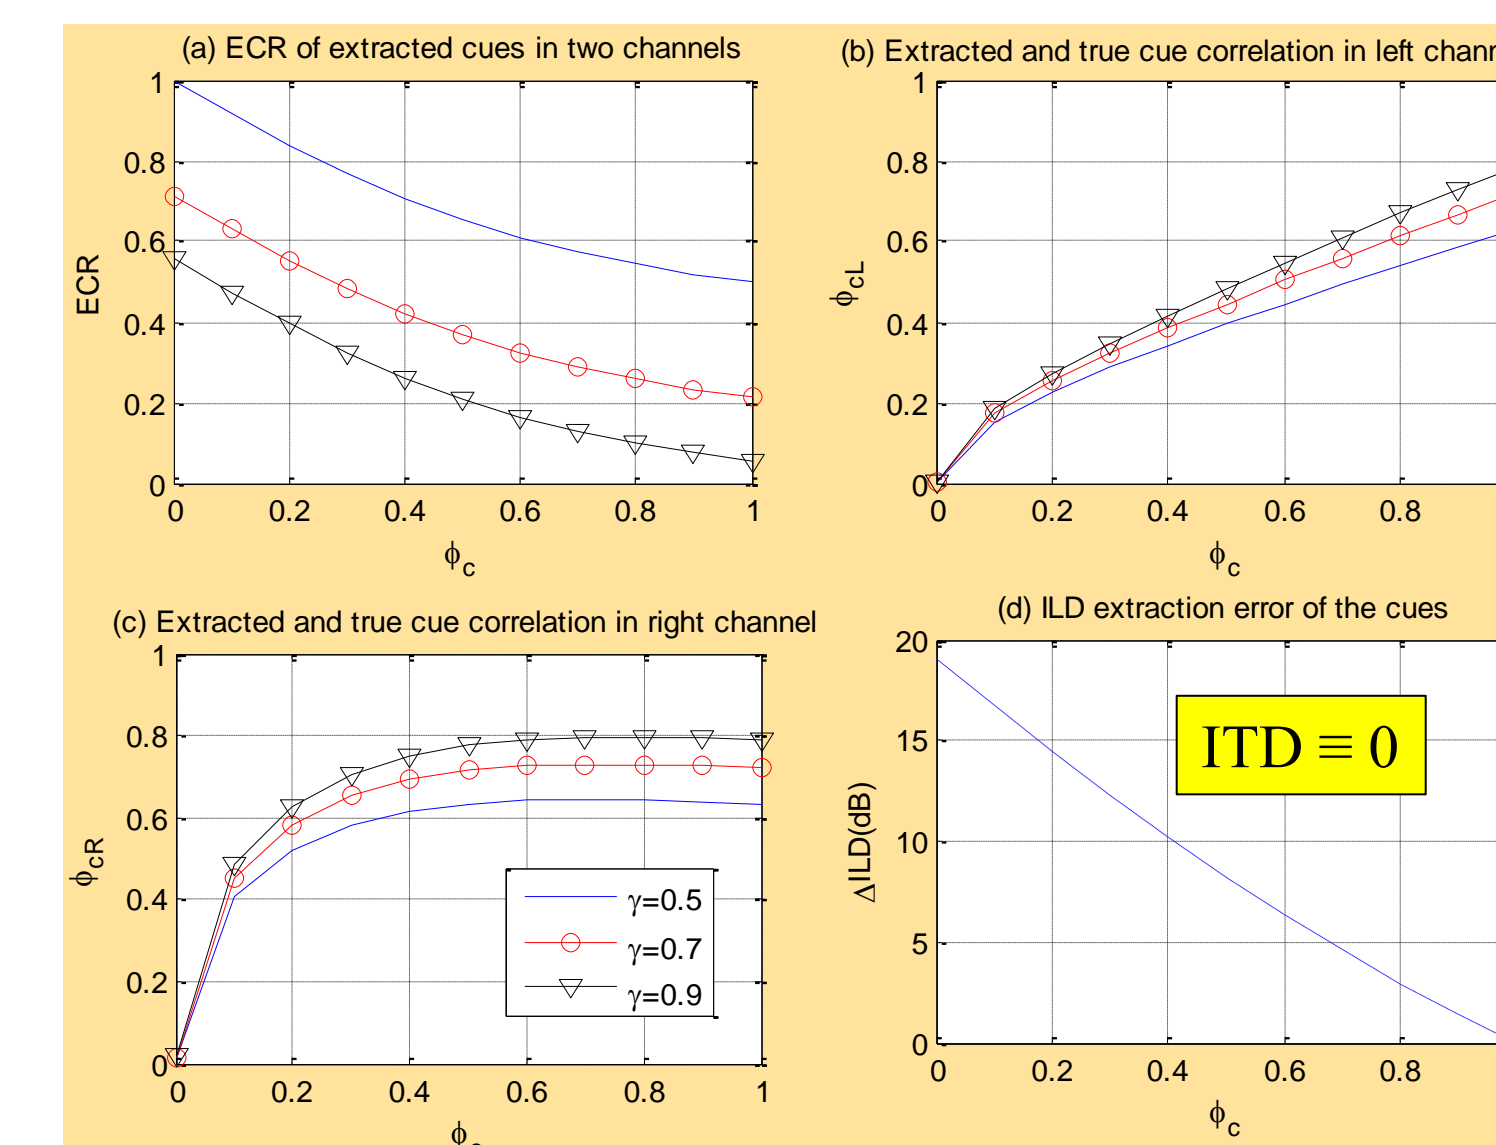 (a) ECR of extracted cues in two channels
1
0.8
0.6
0.4
0.2
0
ECR
0 0.2 0.4 0.6 0.8 1
ϕc
(b) Extracted and true cue correlation in left
1
0.8
0.6
0.4
0.2
0
ϕcL
0 0.2 0.4 0.6 0.8
ϕc
(c) Extracted and true cue correlation in right channel
1
0.8
0.6
0.4
0.2
0
ϕcR
γ=0.5
γ=0.7
γ=0.9
0 0.2 0.4 0.6 0.8 1
(d) ILD extraction error of the cues
20
15
10
5
0
ΔILD(dB)
ITD ≡ 0
0 0.2 0.4 0.6 0.8
ϕc